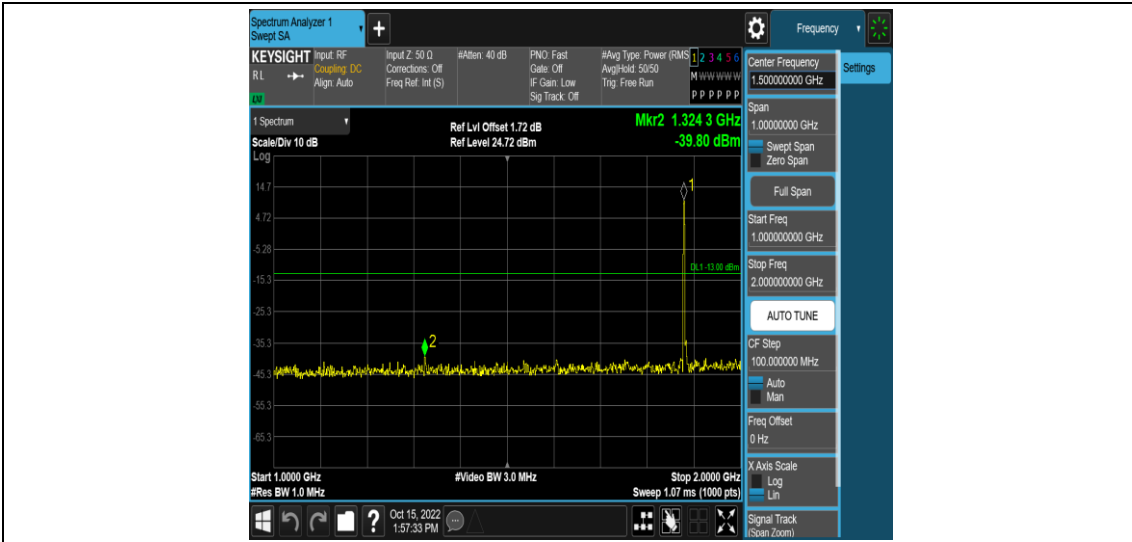 Spectrum Analyzer 1
Swept SA
+
Frequency
KEYSIGHT
RL
LXI
Input: RF
Coupling: DC
Align: Auto
Input Z: 50 Ω
Corrections: Off
Freq Ref: Int (S)
#Atten: 40 dB
PNO: Fast
Gate: Off
IF Gain: Low
Sig Track: Off
#Avg Type: Power (RMS
Avg|Hold: 50/50
Trig: Free Run
1 2 3 4 5 6
M W W W W W
P P P P P P
1 Spectrum
Scale/Div 10 dB
Log
Ref Lvl Offset 1.72 dB
Ref Level 24.72 dBm
Mkr2 1.324 3 GHz
-39.80 dBm
1
14.7
4.72
-5.28
DL1 -13.00 dBm
-15.3
-25.3
-35.3
2
-45.3
-55.3
-65.3
Start 1.0000 GHz
#Video BW 3.0 MHz
Stop 2.0000 GHz
#Res BW 1.0 MHz
Sweep 1.07 ms (1000 pts)
?
Oct 15, 2022
1:57:33 PM
Center Frequency
1.500000000 GHz
Settings
Span
1.00000000 GHz
Swept Span
Zero Span
Full Span
Start Freq
1.000000000 GHz
Stop Freq
2.000000000 GHz
AUTO TUNE
CF Step
100.000000 MHz
Auto
Man
Freq Offset
0 Hz
X Axis Scale
Log
Lin
Signal Track
(Span Zoom)